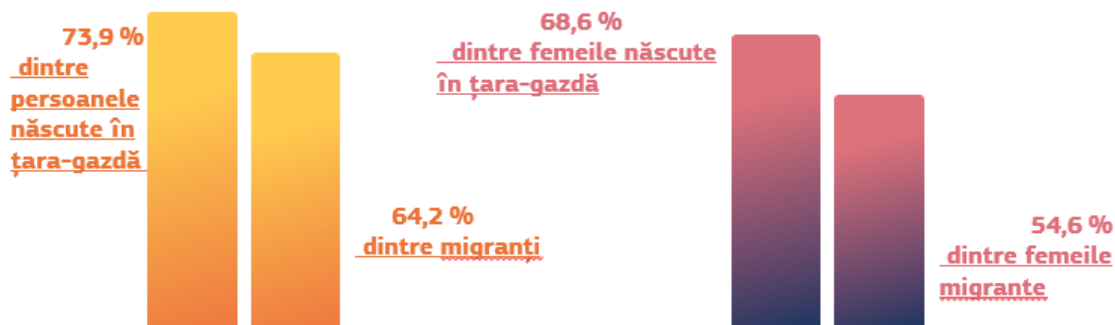 73,9 %
dintre
persoanele
născute în
țara-gazdă
64,2 %
dintre migranți
68,6 %
dintre femeile născute
în țara-gazdă
54,6 %
dintre femeile
migrante